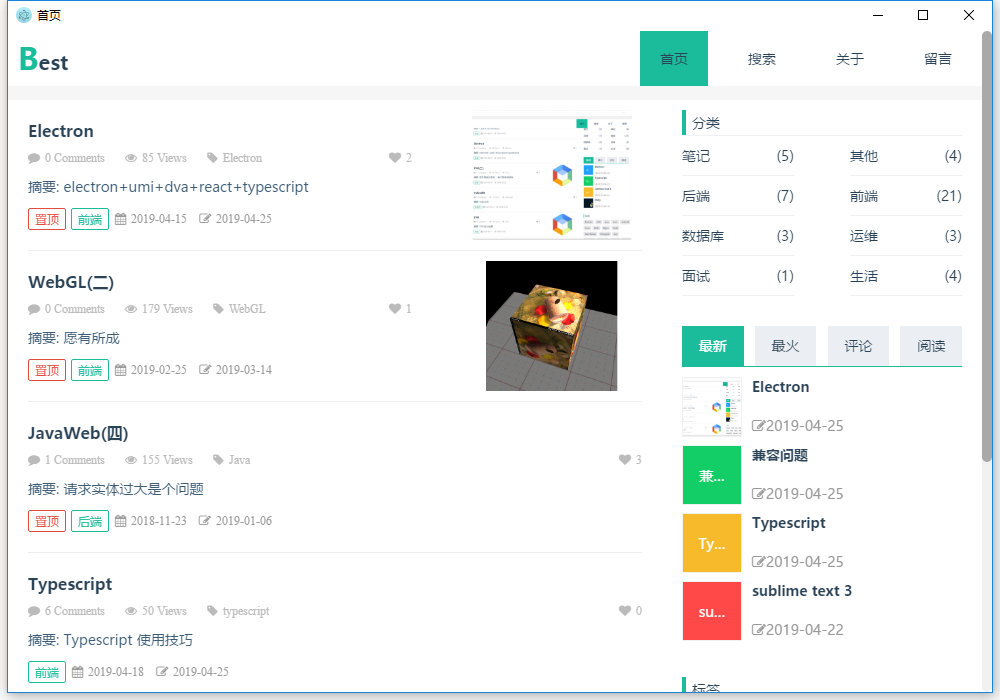 首页
Best
首页 搜索 关于 留言
Electron
0 Comments 85 Views Electron 2
摘要: electron+umi+dva+react+typescript
置顶 前端 2019-04-15 2019-04-25
WebGL(二)
0 Comments 179 Views WebGL 1
摘要: 愿有所成
置顶 前端 2019-02-25 2019-03-14
JavaWeb(四)
1 Comments 155 Views Java 3
摘要: 请求实体过大是个问题
置顶 后端 2018-11-23 2019-01-06
Typescript
6 Comments 50 Views typescript 0
摘要: Typescript 使用技巧
前端 2019-04-18 2019-04-25
分类
笔记 (5) 其他 (4)
后端 (7) 前端 (21)
数据库 (3) 运维 (3)
面试 (1) 生活 (4)
最新 最火 评论 阅读
Electron
2019-04-25
兼... 兼容问题
2019-04-25
Ty... Typescript
2019-04-25
su... sublime text 3
2019-04-22
标签